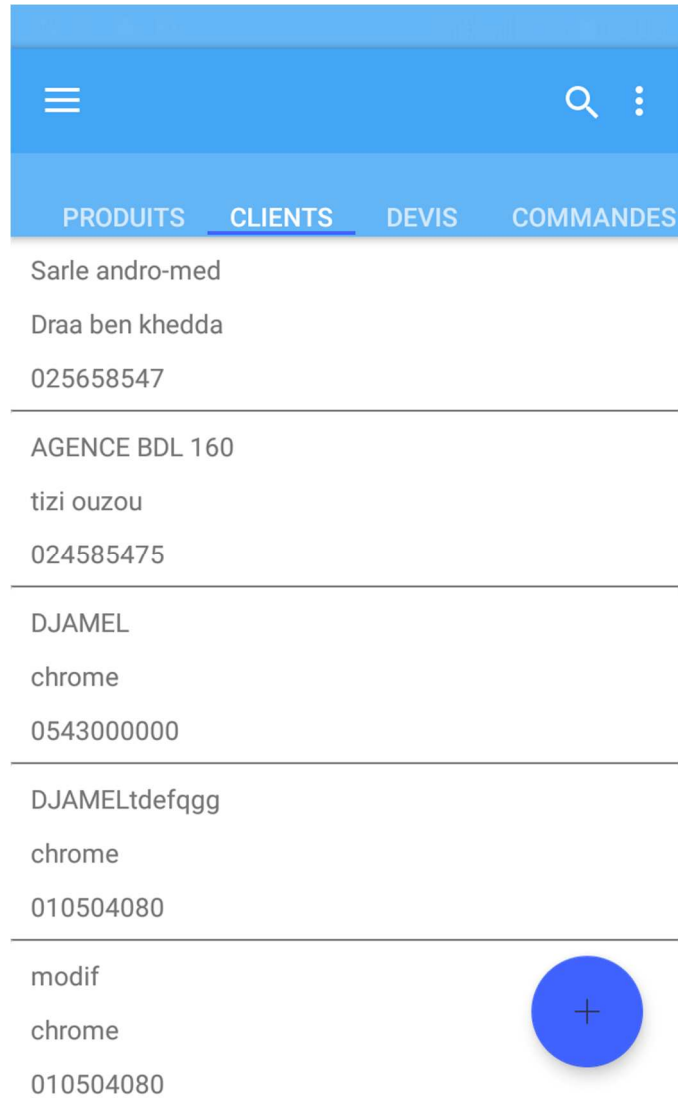 PRODUITS CLIENTS DEVIS COMMANDES
Sarle andro-med
Draa ben khedda
025658547
AGENCE BDL 160
tizi ouzou
024585475
DJAMEL
chrome
0543000000
DJAMELtdefqgg
chrome
010504080
modif
chrome
010504080